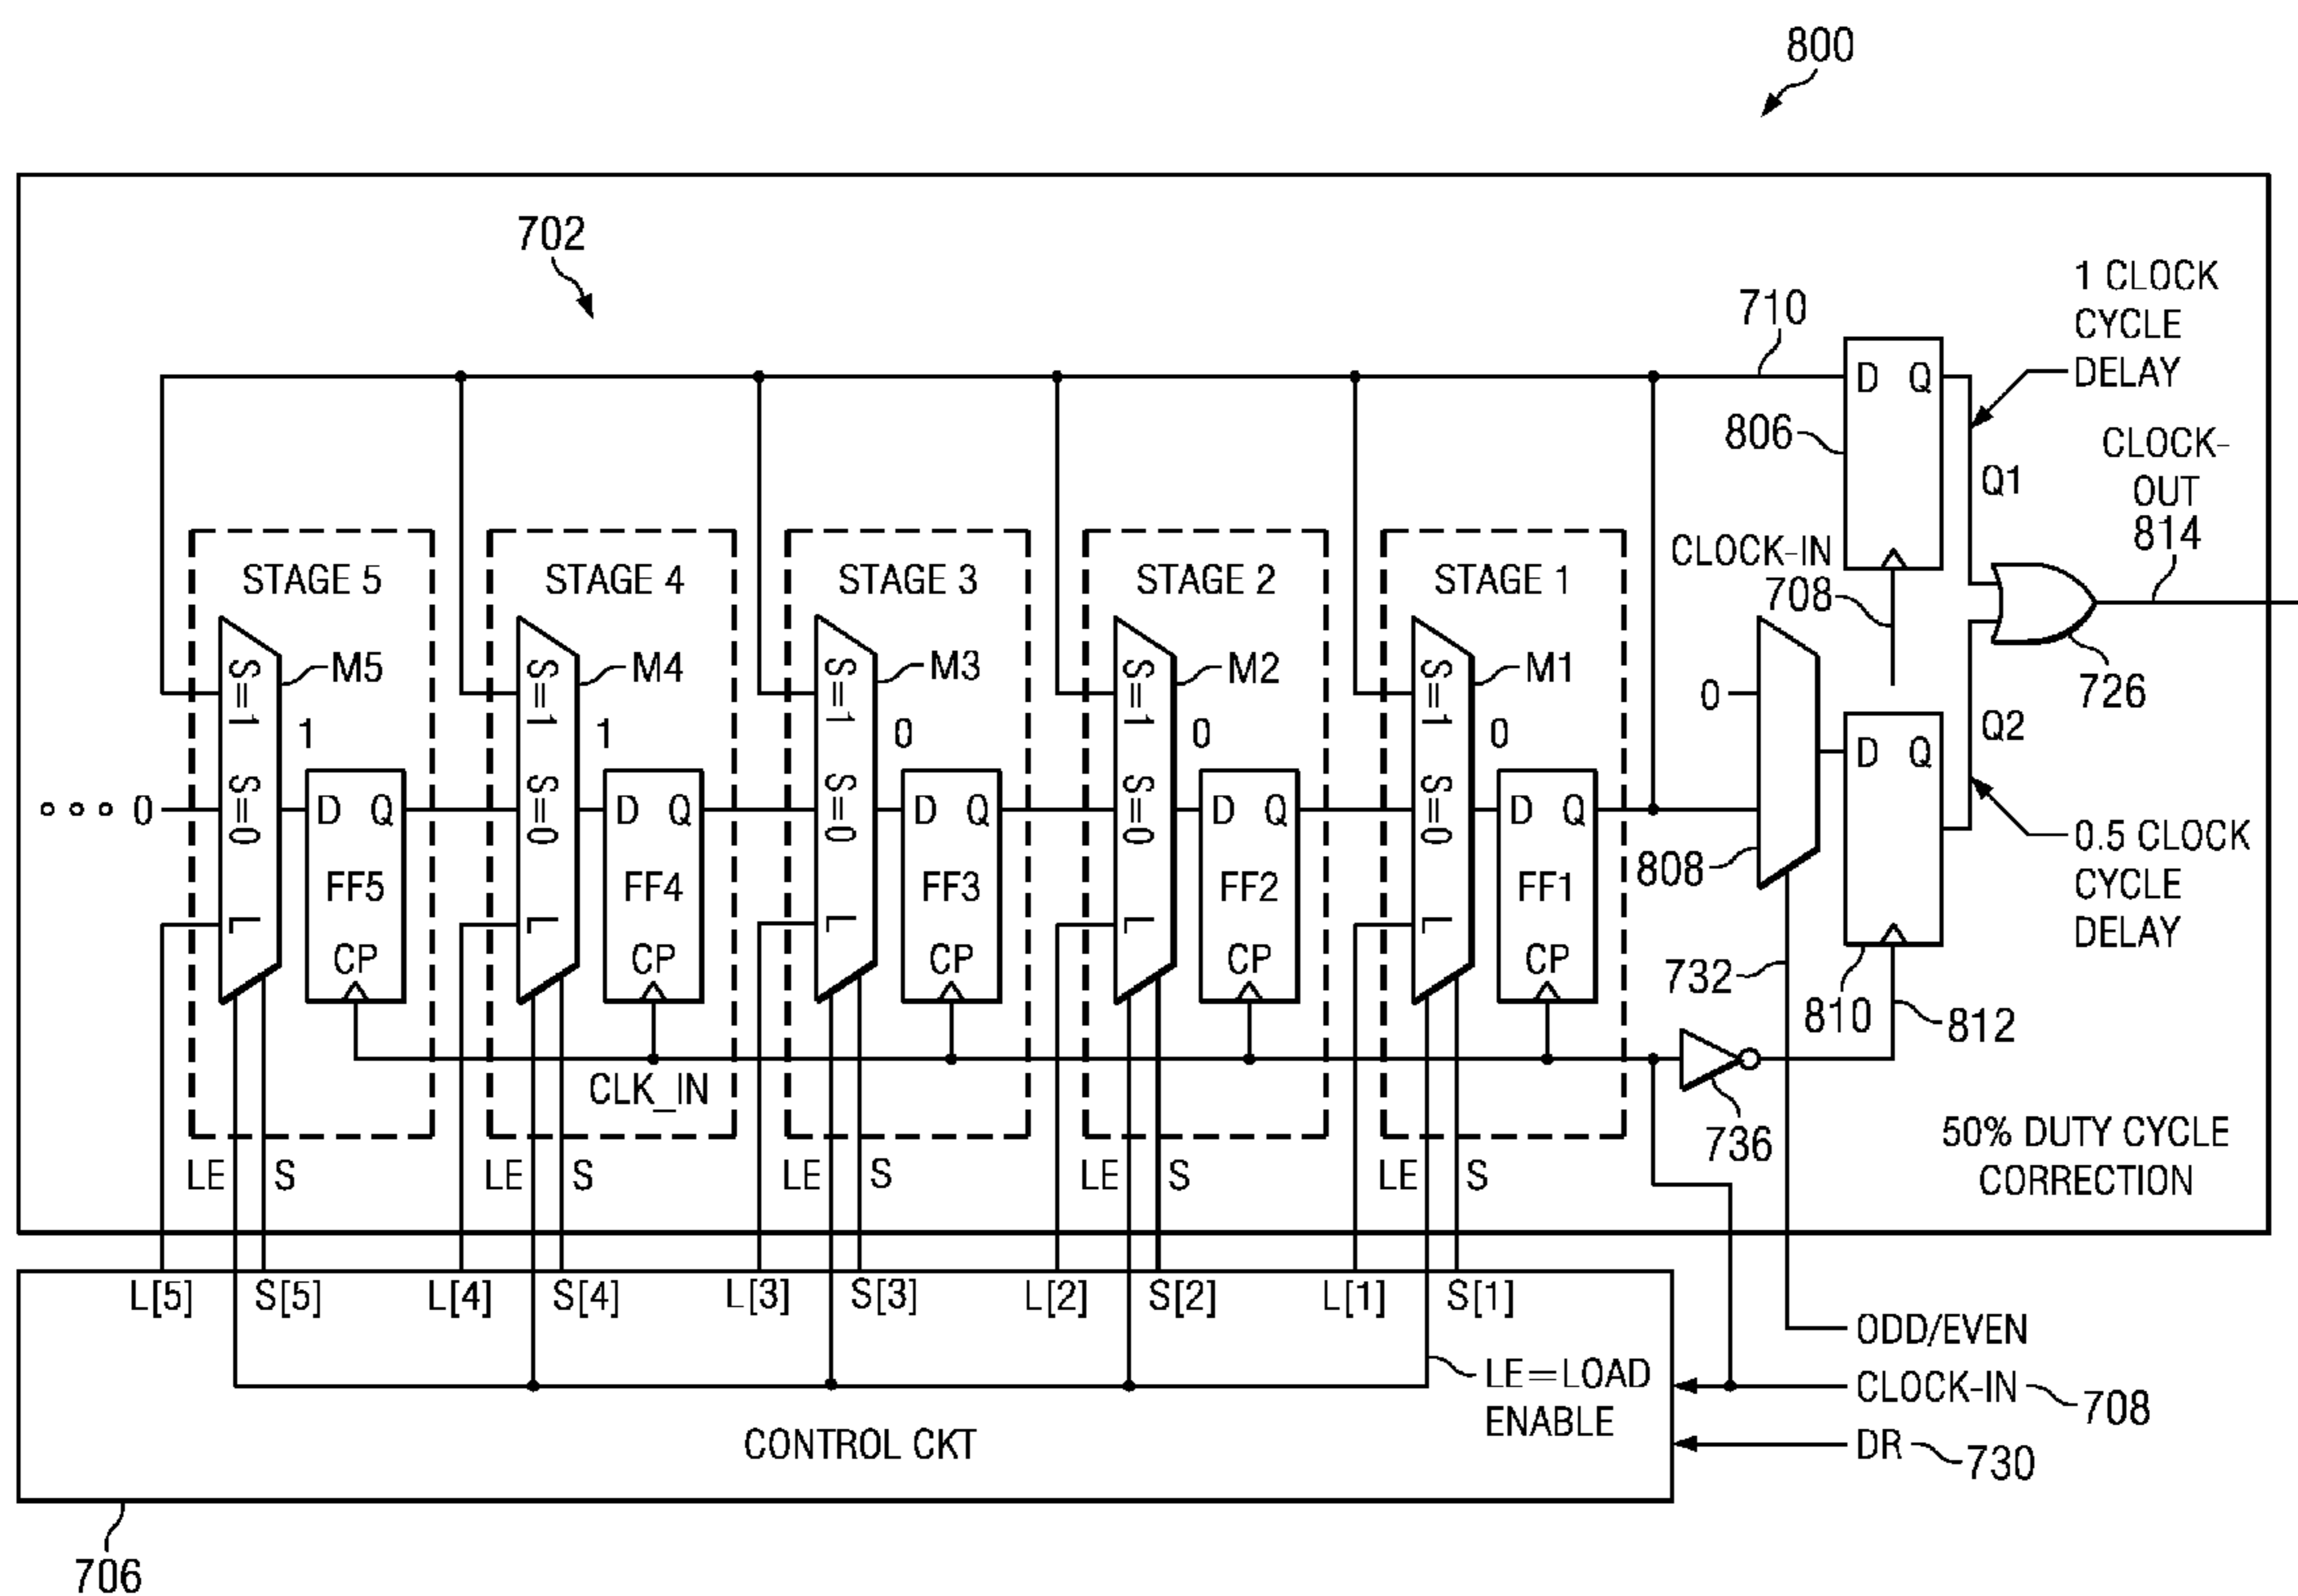 800
702
710
1 CLOCK
CYCLE
DELAY
D Q
806
Q1
CLOCK-
OUT
814
CLOCK-IN
708
STAGE 5 STAGE 4 STAGE 3 STAGE 2 STAGE 1
S=1 M5 S=1 M4 S=1 M3 S=1 M2 S=1 M1
726
0
D Q
Q2
1 1 0 0 0
0 S=0 D Q S=0 D Q S=0 D Q S=0 D Q S=0 D Q
0.5 CLOCK
CYCLE
DELAY
808
FF5 FF4 FF3 FF2 FF1
L L L L L
CP CP CP CP CP
732
810
812
CLK_IN
736
50% DUTY CYCLE
CORRECTION
LE S LE S LE S LE S LE S
L[5] S[5] L[4] S[4] L[3] S[3] L[2] S[2] L[1] S[1]
ODD/EVEN
LE=LOAD
ENABLE
CLOCK-IN 708
CONTROL CKT
DR 730
706